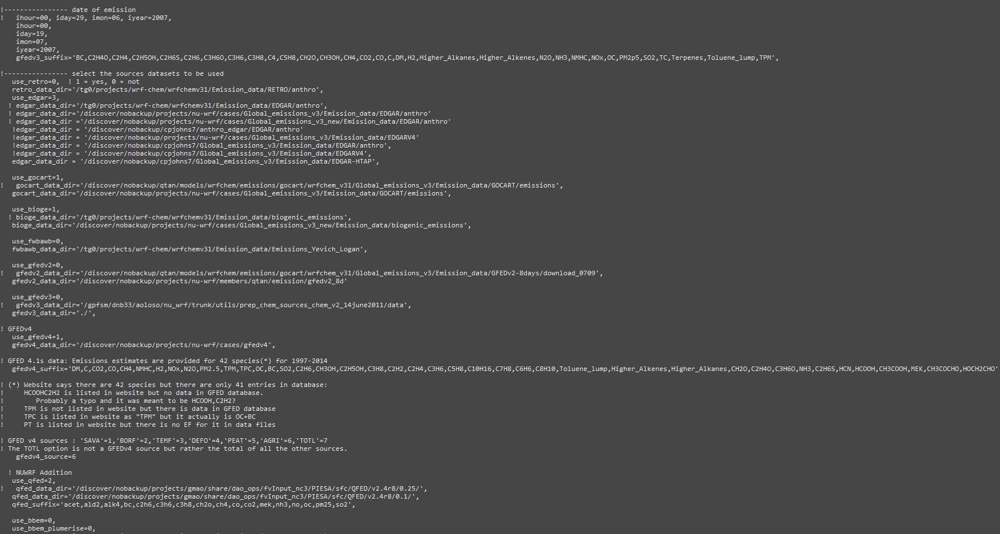 !---------------- date of emission
!   ihour=00, iday=29, imon=06, iyear=2007,
    ihour=00,
    iday=19,
    imon=07,
    iyear=2007,
    gfedv3_suffix='BC,C2H4O,C2H4,C2H5OH,C2H6S,C2H6,C3H6O,C3H6,C3H8,C4,C5H8,CH2O,CH3OH,CH4,CO2,CO,C,DM,H2,Higher_Alkanes,Higher_Alkenes,N2O,NH3,NMHC,NOx,OC,PM2p5,SO2,TC,Terpenes,Toluene_lump,TPM',
!---------------- select the sources datasets to be used
   use_retro=0,  ! 1 = yes, 0 = not
   retro_data_dir='/tg0/projects/wrf-chem/wrfchemv31/Emission_data/RETRO/anthro',
   use_edgar=3,
  ! edgar_data_dir='/tg0/projects/wrf-chem/wrfchemv31/Emission_data/EDGAR/anthro',
  ! edgar_data_dir='/discover/nobackup/projects/nu-wrf/cases/Global_emissions_v3/Emission_data/EDGAR/anthro'
  ! edgar_data_dir ='/discover/nobackup/projects/nu-wrf/cases/Global_emissions_v3_new/Emission_data/EDGAR/anthro'
   !edgar_data_dir = '/discover/nobackup/cpjohns7/anthro_edgar/EDGAR/anthro'
   !edgar_data_dir = '/discover/nobackup/projects/nu-wrf/cases/Global_emissions_v3/Emission_data/EDGARV4'
   !edgar_data_dir = '/discover/nobackup/cpjohns7/Global_emissions_v3/Emission_data/EDGAR/anthro',
   !edgar_data_dir = '/discover/nobackup/cpjohns7/Global_emissions_v3/Emission_data/EDGARV4',
   edgar_data_dir = '/discover/nobackup/cpjohns7/Global_emissions_v3/Emission_data/EDGAR-HTAP',
   use_gocart=1,
!   gocart_data_dir='/discover/nobackup/qtan/models/wrfchem/emissions/gocart/wrfchem_v31/Global_emissions_v3/Emission_data/GOCART/emissions',
   gocart_data_dir='/discover/nobackup/projects/nu-wrf/cases/Global_emissions_v3/Emission_data/GOCART/emissions',
   use_bioge=1,
  ! bioge_data_dir='/tg0/projects/wrf-chem/wrfchemv31/Emission_data/biogenic_emissions',
   bioge_data_dir='/discover/nobackup/projects/nu-wrf/cases/Global_emissions_v3_new/Emission_data/biogenic_emissions',
   use_fwbawb=0,
   fwbawb_data_dir='/tg0/projects/wrf-chem/wrfchemv31/Emission_data/Emissions_Yevich_Logan',
   use_gfedv2=0,
!   gfedv2_data_dir='/discover/nobackup/qtan/models/wrfchem/emissions/gocart/wrfchem_v31/Global_emissions_v3/Emission_data/GFEDv2-8days/download_0709',
   gfedv2_data_dir='/discover/nobackup/projects/nu-wrf/members/qtan/emission/gfedv2_8d'
   use_gfedv3=0,
!   gfedv3_data_dir='/gpfsm/dnb33/aoloso/nu_wrf/trunk/utils/prep_chem_sources_chem_v2_14june2011/data',
   gfedv3_data_dir='./',
! GFEDv4
   use_gfedv4=1,
   gfedv4_data_dir='/discover/nobackup/projects/nu-wrf/cases/gfedv4',
! GFED 4.1s data: Emissions estimates are provided for 42 species(*) for 1997-2014
   gfedv4_suffix='DM,C,CO2,CO,CH4,NMHC,H2,NOx,N2O,PM2.5,TPM,TPC,OC,BC,SO2,C2H6,CH3OH,C2H5OH,C3H8,C2H2,C2H4,C3H6,C5H8,C10H16,C7H8,C6H6,C8H10,Toluene_lump,Higher_Alkenes,Higher_Alkanes,CH2O,C2H4O,C3H6O,NH3,C2H6S,HCN,HCOOH,CH3COOH,MEK,CH3COCHO,HOCH2CHO'
! (*) Website says there are 42 species but there are only 41 entries in database:
!     HCOOHC2H2 is listed in website but no data in GFED database.
!        Probably a typo and it was meant to be HCOOH,C2H2?
!     TPM is not listed in website but there is data in GFED database
!     TPC is listed in website as "TPM" but it actually is OC+BC
!     PT is listed in website but there is no EF for it in data files
! GFED v4 sources : 'SAVA'=1,'BORF'=2,'TEMF'=3,'DEFO'=4,'PEAT'=5,'AGRI'=6,'TOTL'=7
! The TOTL option is not a GFEDv4 source but rather the total of all the other sources.
    gfedv4_source=6
  ! NUWRF Addition
   use_qfed=2,
!   qfed_data_dir='/discover/nobackup/projects/gmao/share/dao_ops/fvInput_nc3/PIESA/sfc/QFED/v2.4r8/0.25/',
   qfed_data_dir='/discover/nobackup/projects/gmao/share/dao_ops/fvInput_nc3/PIESA/sfc/QFED/v2.4r8/0.1/',
   qfed_suffix='acet,ald2,alk4,bc,c2h6,c3h6,c3h8,ch2o,ch4,co,co2,mek,nh3,no,oc,pm25,so2',
   use_bbem=0,
   use_bbem_plumerise=0,